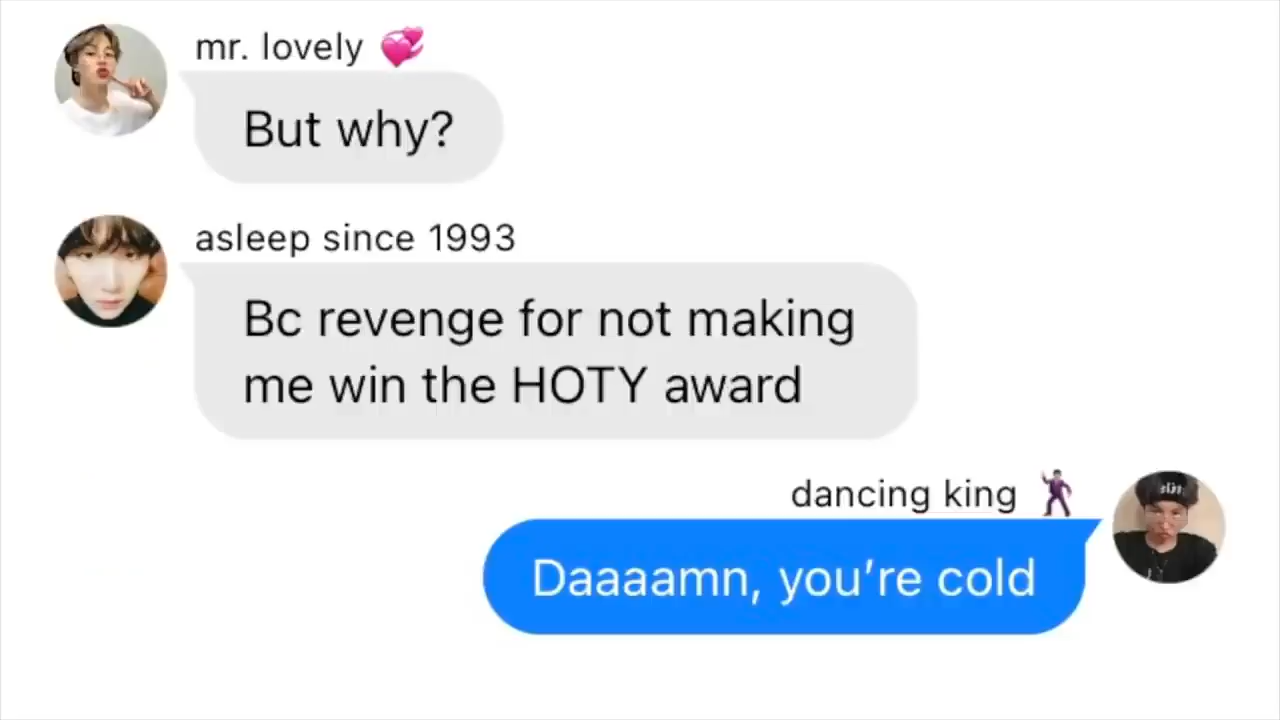 mr. lovely 💞
But why?
asleep since 1993
Bc revenge for not making
me win the HOTY award
dancing king 🕺
Daaaamn, you’re cold